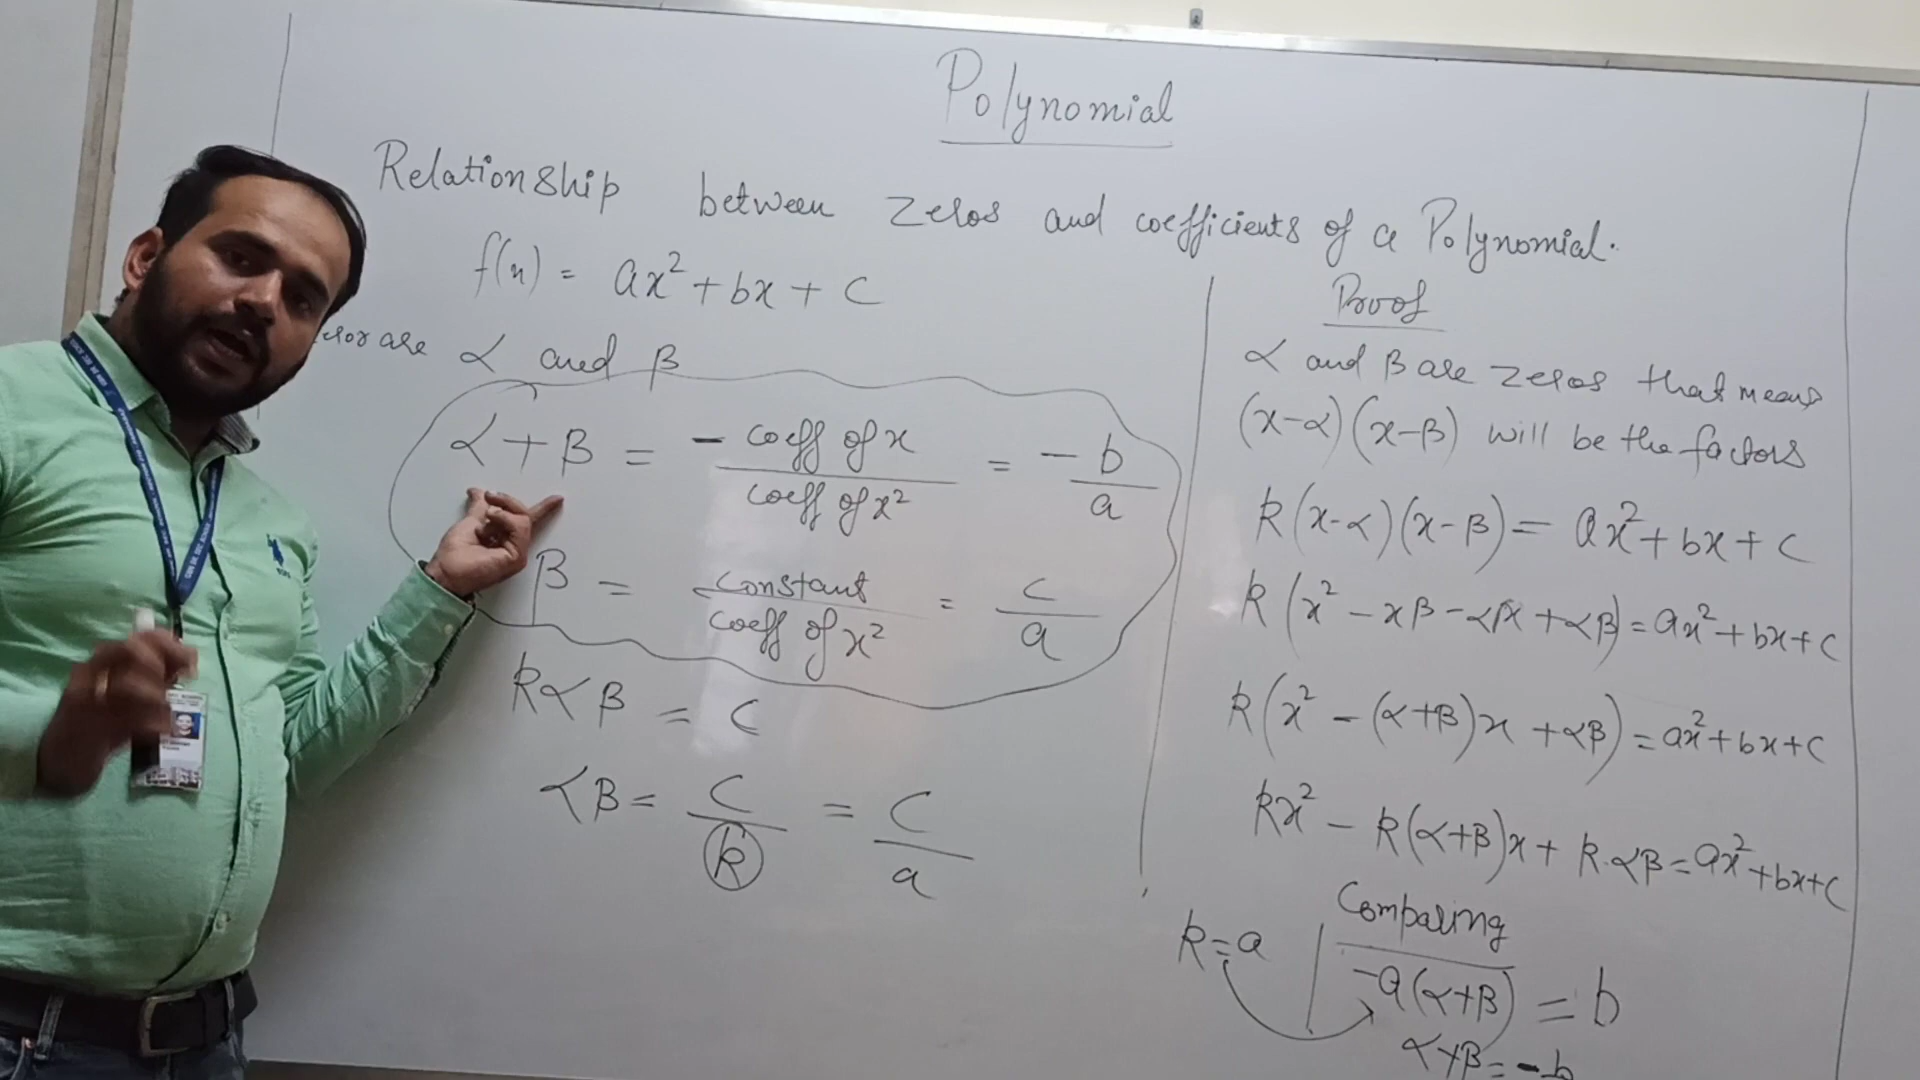 Polynomial
Relationship between zeros and coefficients of a Polynomial.
f(x) = ax² + bx + c
are α and β
α + β = - coeff of x / coeff of x² = - b / a
β = constant / coeff of x² = c / a
kαβ = c
αβ = c / k = c / a
Proof
α and β are zeros that means
(x-α)(x-β) will be the factors
k(x-α)(x-β) = ax² + bx + c
k(x² - xβ - αx + αβ) = ax² + bx + c
k(x² - (α+β)x + αβ) = ax² + bx + c
kx² - k(α+β)x + k.αβ = ax² + bx + c
Comparing
k = a
-a(α+β) = b
α+β = -b